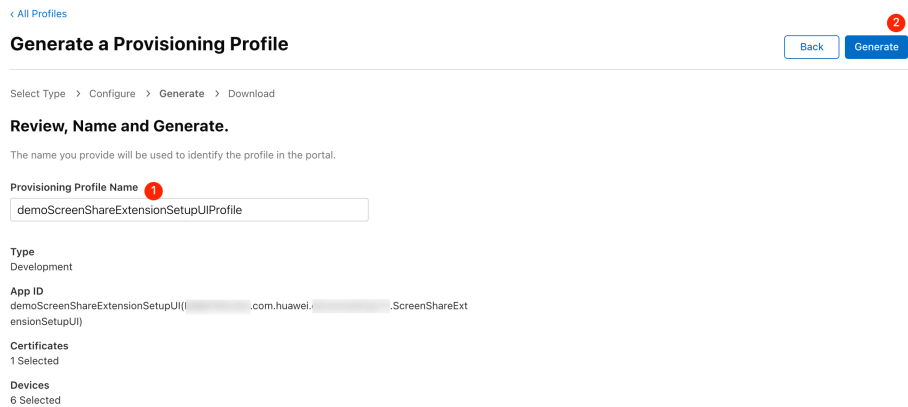 ‹ All Profiles
2
Generate a Provisioning Profile
Back
Generate
Select Type > Configure > Generate > Download
Review, Name and Generate.
The name you provide will be used to identify the profile in the portal.
Provisioning Profile Name
1
demoScreenShareExtensionSetupUIProfile
Type
Development
App ID
demoScreenShareExtensionSetupUI( .com.huawei. .ScreenShareExt
ensionSetupUI)
Certificates
1 Selected
Devices
6 Selected